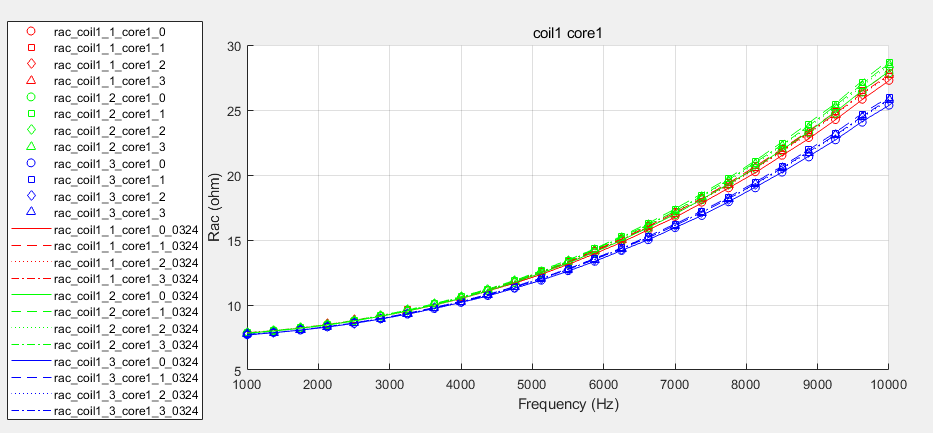 coil1 core1
rac_coil1_1_core1_0
rac_coil1_1_core1_1
rac_coil1_1_core1_2
rac_coil1_1_core1_3
rac_coil1_2_core1_0
rac_coil1_2_core1_1
rac_coil1_2_core1_2
rac_coil1_2_core1_3
rac_coil1_3_core1_0
rac_coil1_3_core1_1
rac_coil1_3_core1_2
rac_coil1_3_core1_3
rac_coil1_1_core1_0_0324
rac_coil1_1_core1_1_0324
rac_coil1_1_core1_2_0324
rac_coil1_1_core1_3_0324
rac_coil1_2_core1_0_0324
rac_coil1_2_core1_1_0324
rac_coil1_2_core1_2_0324
rac_coil1_2_core1_3_0324
rac_coil1_3_core1_0_0324
rac_coil1_3_core1_1_0324
rac_coil1_3_core1_2_0324
rac_coil1_3_core1_3_0324
Rac (ohm)
30
25
20
15
10
5
1000 2000 3000 4000 5000 6000 7000 8000 9000 10000
Frequency (Hz)